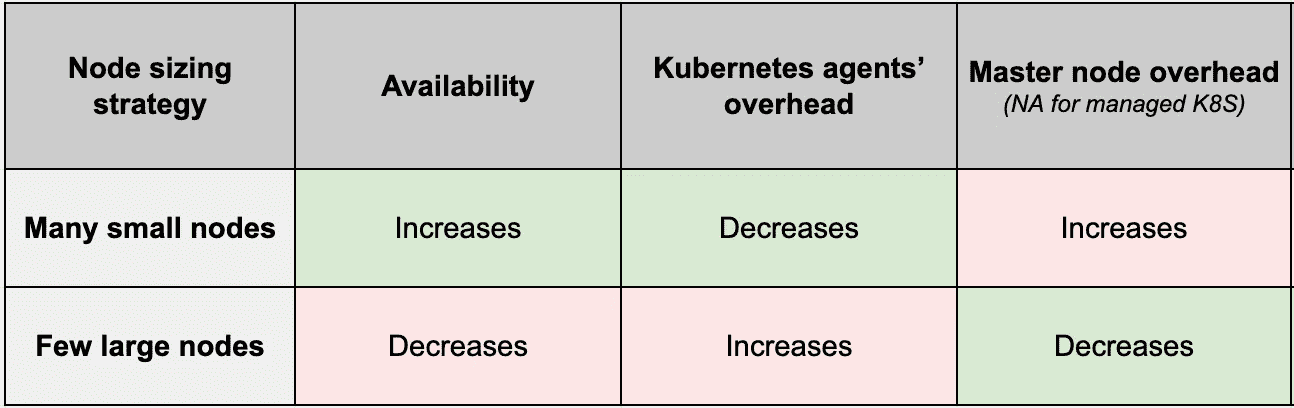 Node sizing
strategy
Availability
Kubernetes agents’
overhead
Master node overhead
(NA for managed K8S)
Many small nodes
Increases
Decreases
Increases
Few large nodes
Decreases
Increases
Decreases